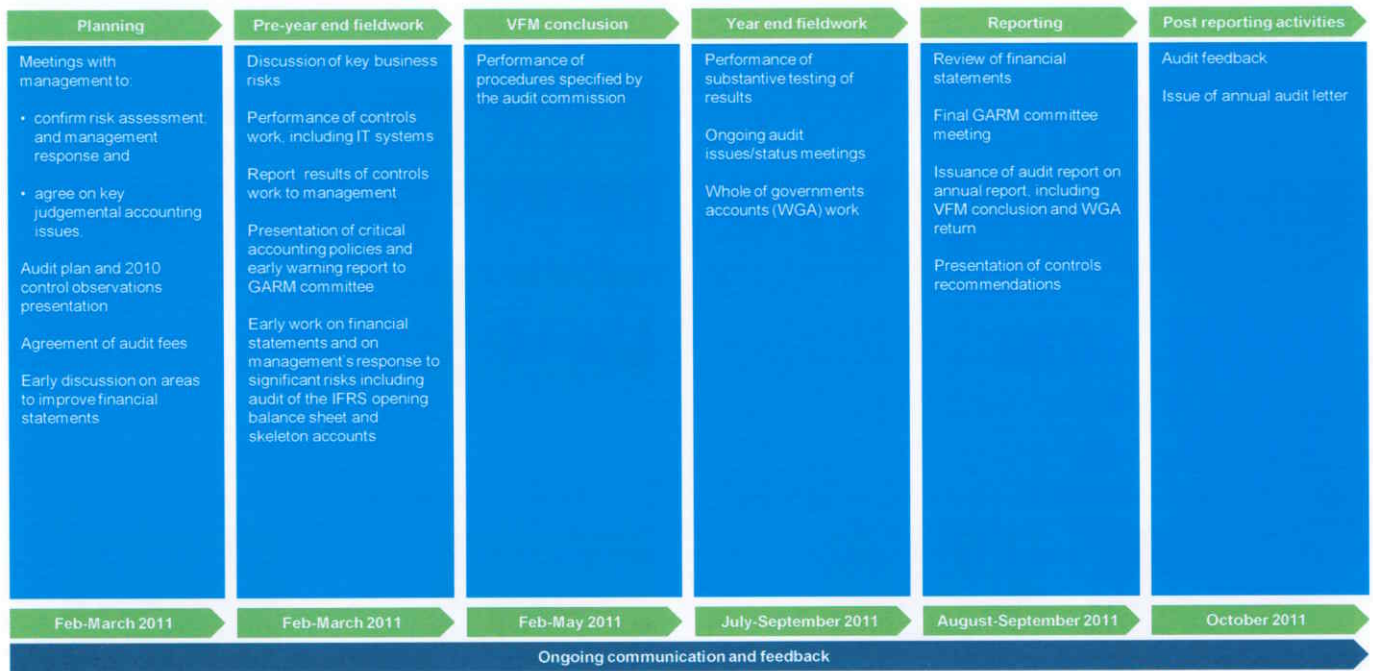 Planning
Meetings with
management to:
• confirm risk assessment;
and management
response and
• agree on key
judgemental accounting
issues.
Audit plan and 2010
control observations
presentation
Agreement of audit fees
Early discussion on areas
to improve financial
statements
Feb-March 2011
Pre-year end fieldwork
Discussion of key business
risks
Performance of controls
work, including IT systems
Report results of controls
work to management
Presentation of critical
accounting policies and
early warning report to
GARM committee
Early work on financial
statements and on
management's response to
significant risks including
audit of the IFRS opening
balance sheet and
skeleton accounts
Feb-March 2011
VFM conclusion
Performance of
procedures specified by
the audit commission
Feb-May 2011
Year end fieldwork
Performance of
substantive testing of
results
Ongoing audit
issues/status meetings
Whole of governments
accounts (WGA) work
July-September 2011
Reporting
Review of financial
statements
Final GARM committee
meeting
Issuance of audit report on
annual report, including
VFM conclusion and WGA
return
Presentation of controls
recommendations
August-September 2011
Post reporting activities
Audit feedback
Issue of annual audit letter
October 2011
Ongoing communication and feedback